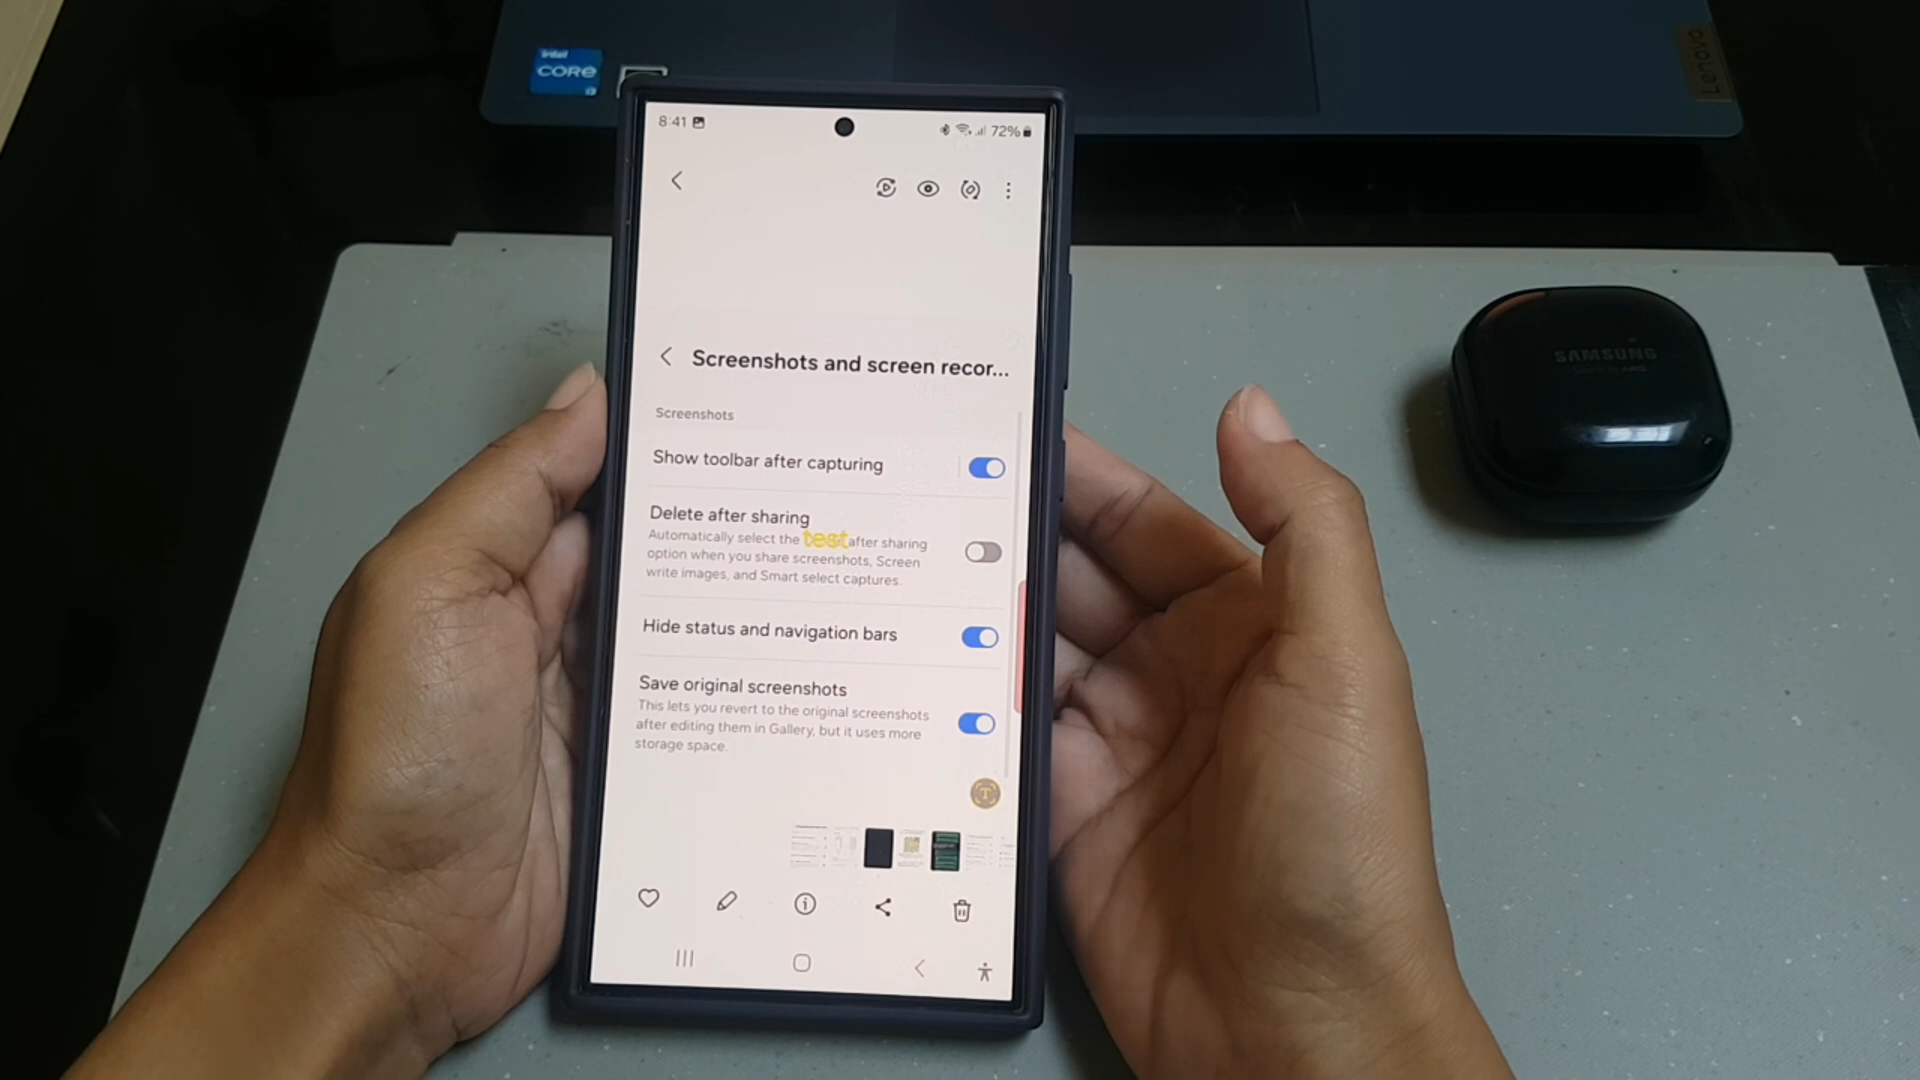 intel
CORE
i3
Lenovo
8:41
72%
Screenshots and screen recor...
Screenshots
Show toolbar after capturing
Delete after sharing
Automatically select the test after sharing
option when you share screenshots, Screen
write images, and Smart select captures.
Hide status and navigation bars
Save original screenshots
This lets you revert to the original screenshots
after editing them in Gallery, but it uses more
storage space.
T
SAMSUNG